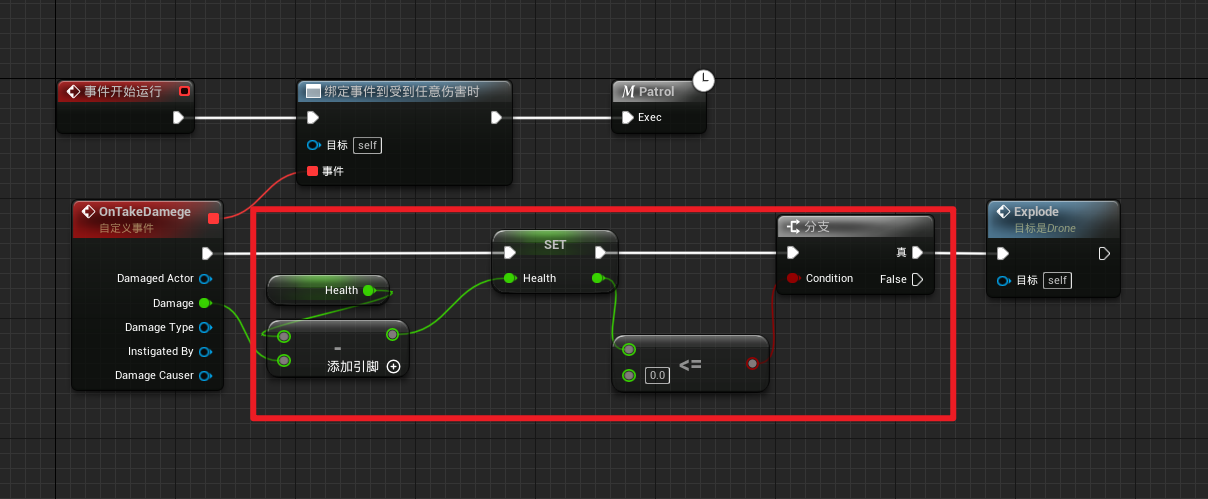 事件开始运行
绑定事件到受到任意伤害时
目标 self
事件
Patrol
Exec
OnTakeDamege
自定义事件
Damaged Actor
Damage
Damage Type
Instigated By
Damage Causer
Health
-
添加引脚
SET
Health
<=
0.0
分支
真
Condition
False
Explode
目标是Drone
目标 self